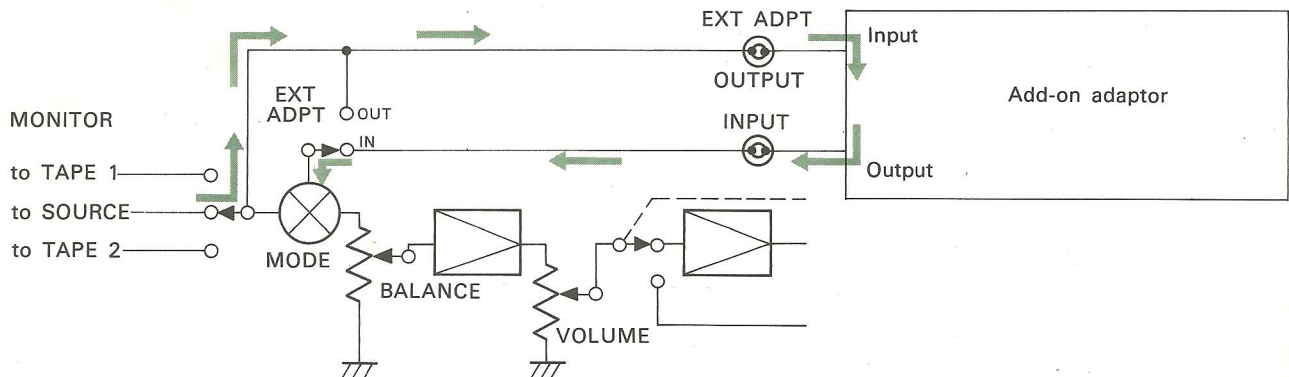 EXT ADPT
OUTPUT
Input
Add-on adaptor
EXT
ADPT
OUT
IN
INPUT
Output
MONITOR
to TAPE 1
to SOURCE
to TAPE 2
MODE
BALANCE
VOLUME